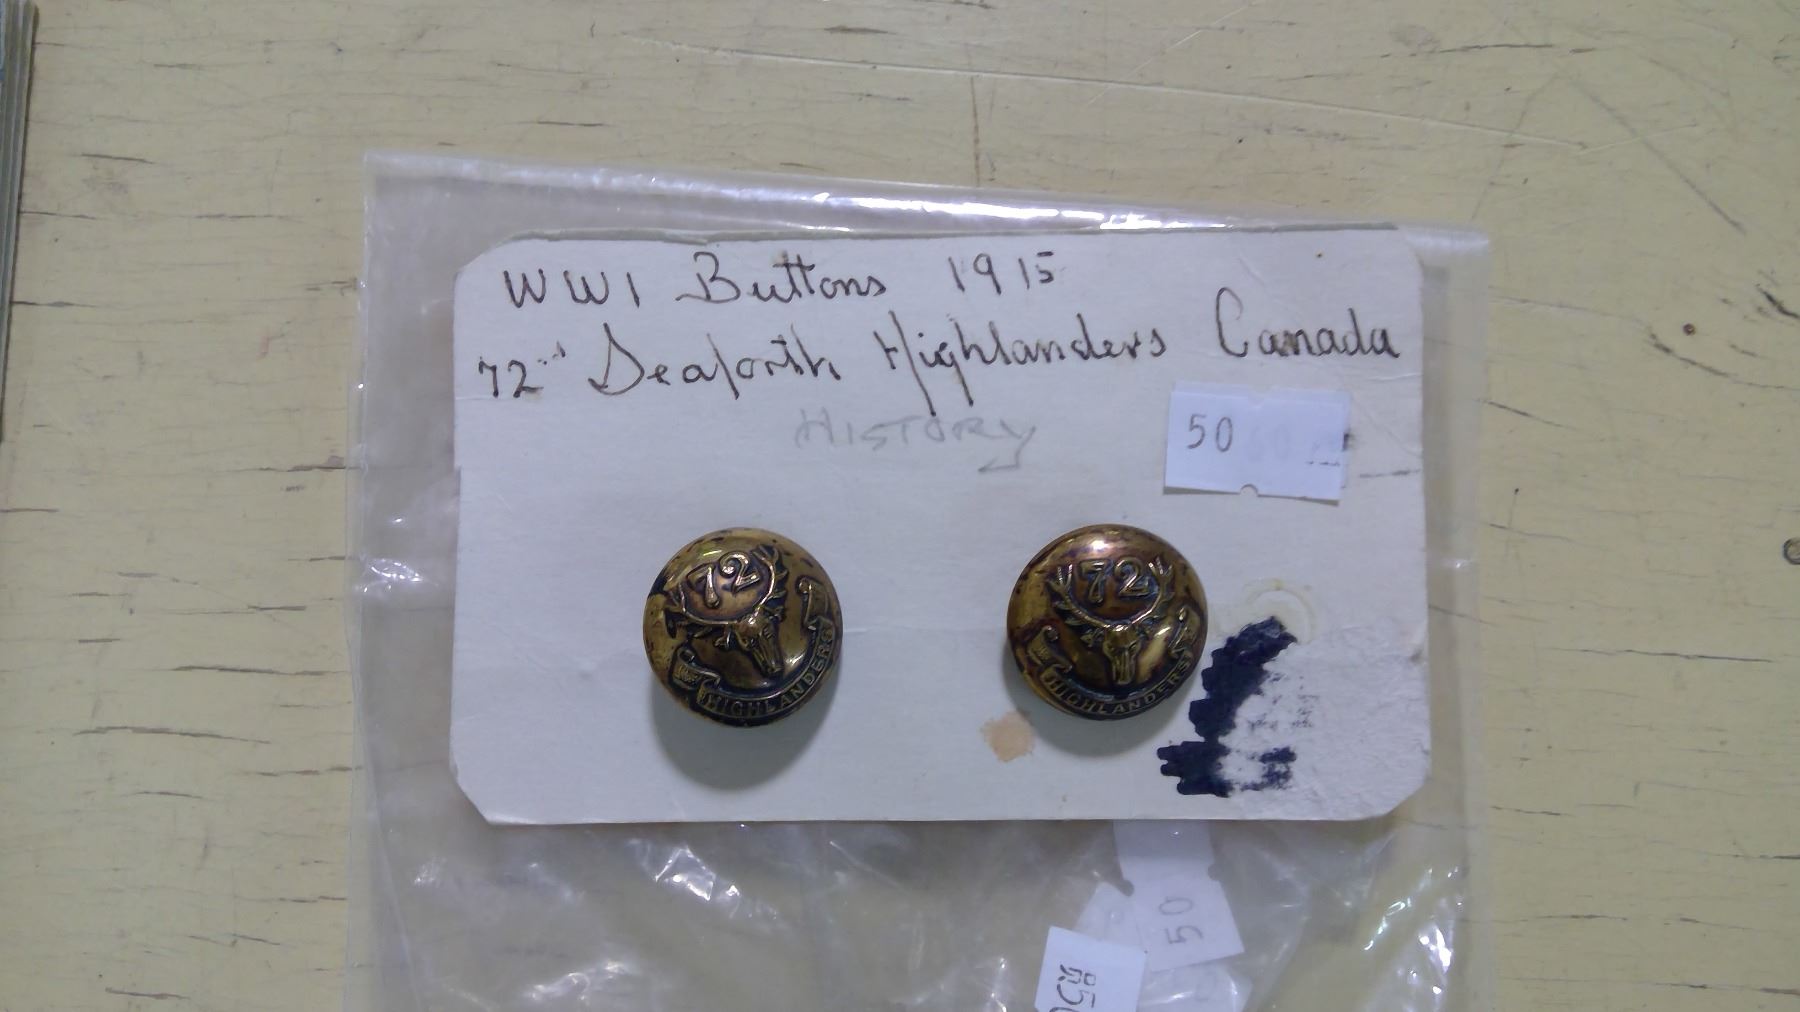 WW1 Buttons 1915
72nd Seaforth Highlanders Canada
HISTORY
50
72
HIGHLANDERS
72
HIGHLANDERS
50